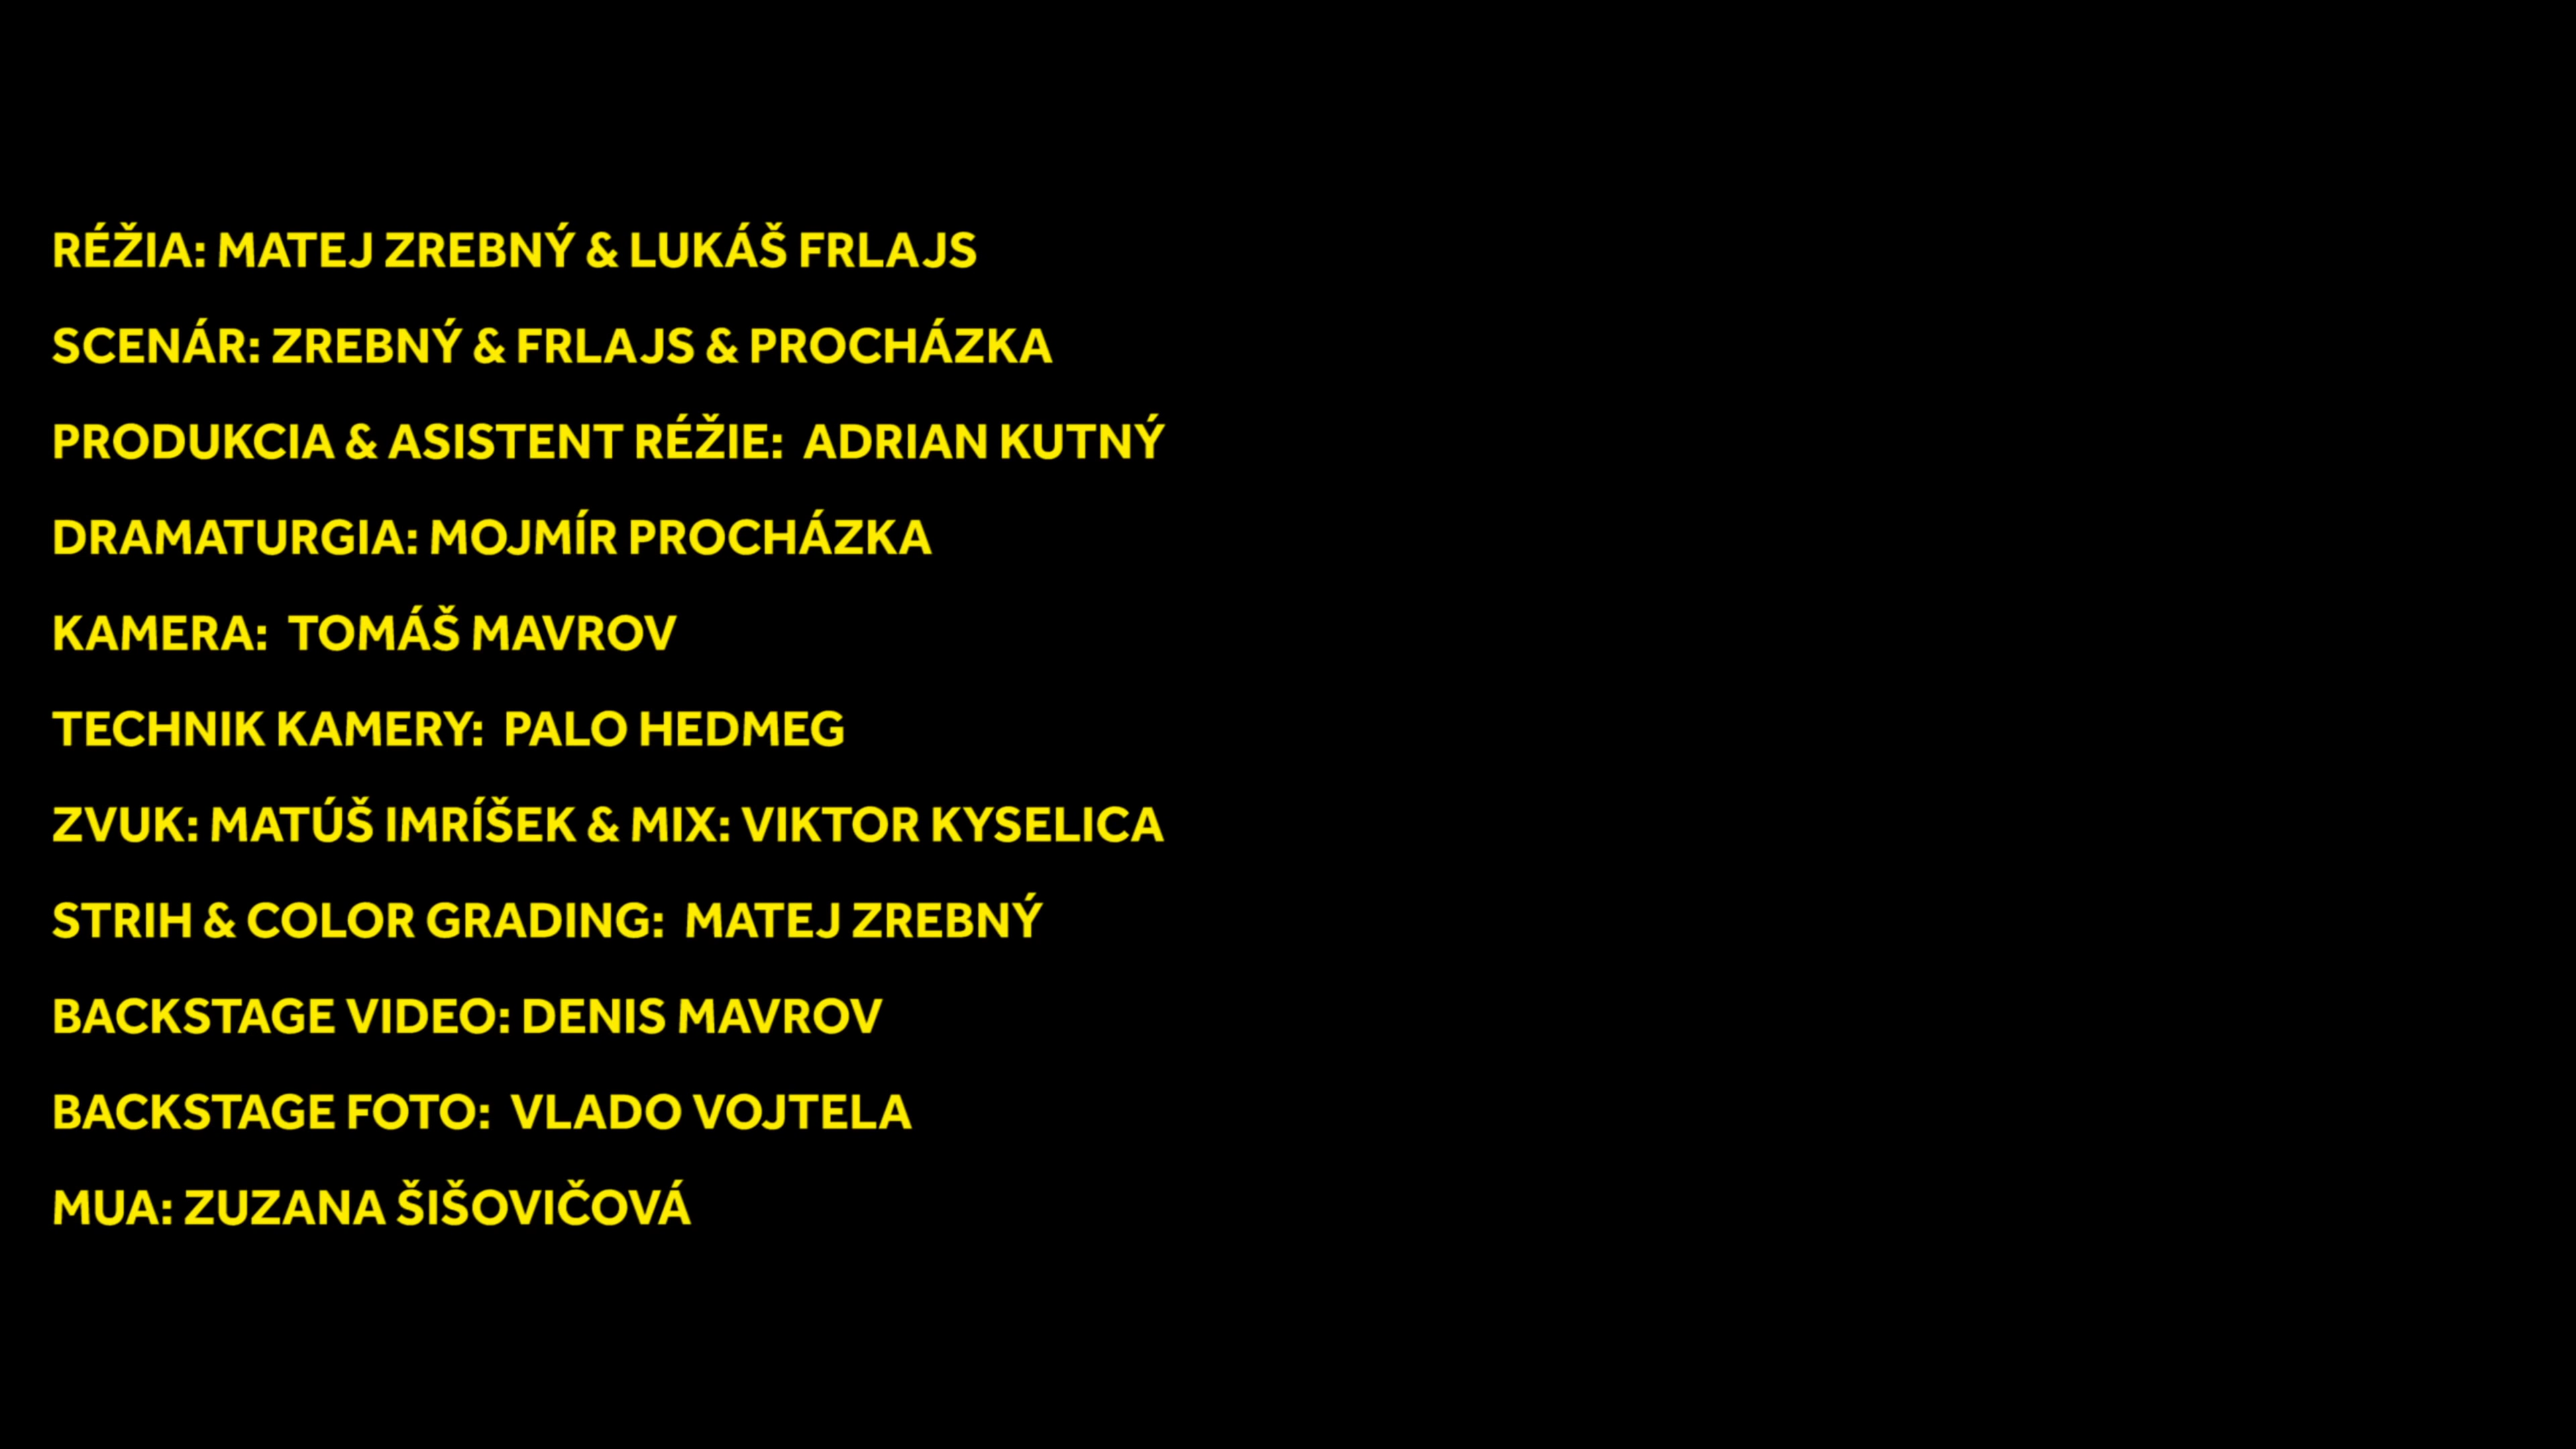 RÉŽIA: MATEJ ZREBNÝ & LUKÁŠ FRLAJS
SCENÁR: ZREBNÝ & FRLAJS & PROCHÁZKA
PRODUKCIA & ASISTENT RÉŽIE: ADRIAN KUTNÝ
DRAMATURGIA: MOJMÍR PROCHÁZKA
KAMERA: TOMÁŠ MAVROV
TECHNIK KAMERY: PALO HEDMEG
ZVUK: MATÚŠ IMRÍŠEK & MIX: VIKTOR KYSELICA
STRIH & COLOR GRADING: MATEJ ZREBNÝ
BACKSTAGE VIDEO: DENIS MAVROV
BACKSTAGE FOTO: VLADO VOJTELA
MUA: ZUZANA ŠIŠOVIČOVÁ